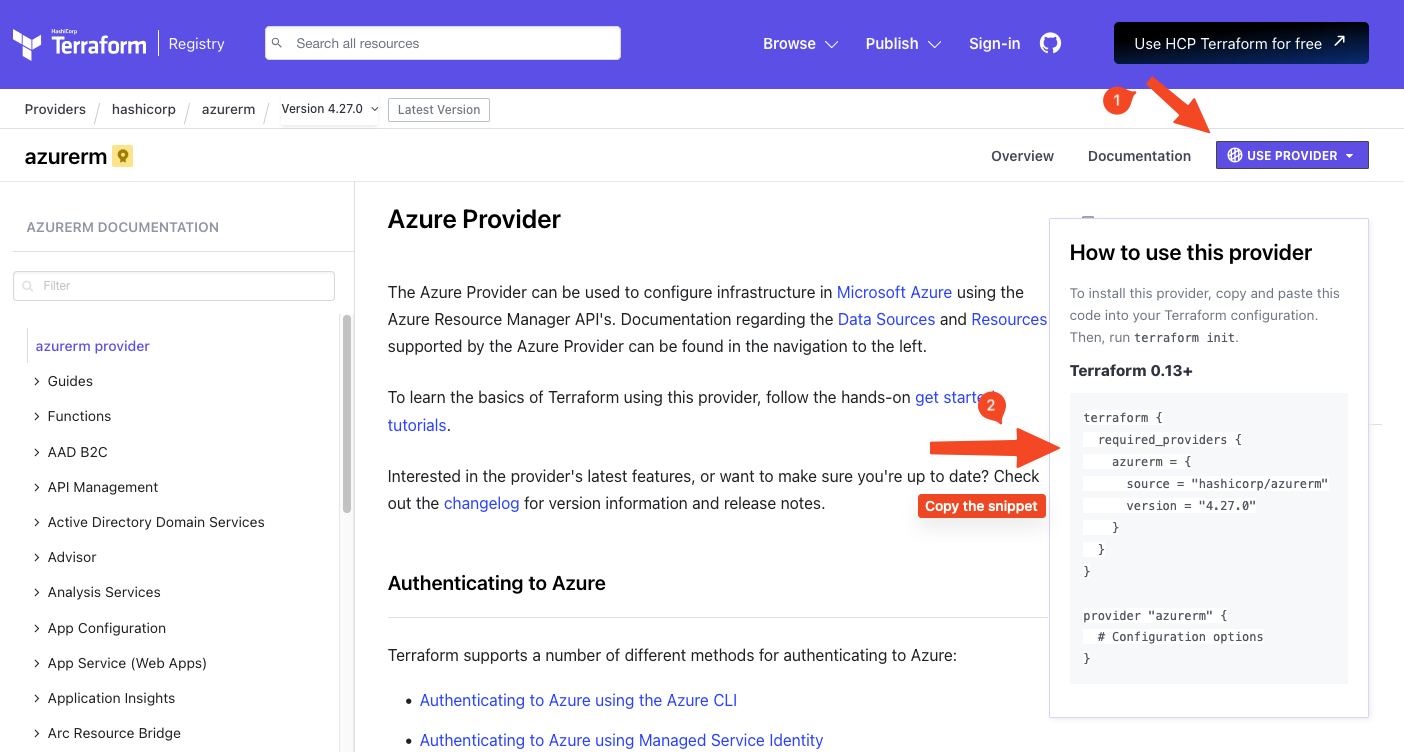 HashiCorp
Terraform
Registry
Search all resources
Browse
Publish
Sign-in
Use HCP Terraform for free
1
Providers
hashicorp
azurerm
Version 4.27.0
Latest Version
azurerm
Overview
Documentation
USE PROVIDER
AZURERM DOCUMENTATION
Filter
azurerm provider
Guides
Functions
AAD B2C
API Management
Active Directory Domain Services
Advisor
Analysis Services
App Configuration
App Service (Web Apps)
Application Insights
Arc Resource Bridge
Azure Provider
The Azure Provider can be used to configure infrastructure in Microsoft Azure using the
Azure Resource Manager API's. Documentation regarding the Data Sources and Resources
supported by the Azure Provider can be found in the navigation to the left.
To learn the basics of Terraform using this provider, follow the hands-on get started
tutorials.
2
Interested in the provider's latest features, or want to make sure you're up to date? Check
out the changelog for version information and release notes.
Copy the snippet
Authenticating to Azure
Terraform supports a number of different methods for authenticating to Azure:
• Authenticating to Azure using the Azure CLI
• Authenticating to Azure using Managed Service Identity
How to use this provider
To install this provider, copy and paste this
code into your Terraform configuration.
Then, run terraform init.
Terraform 0.13+
terraform {
  required_providers {
    azurerm = {
      source = "hashicorp/azurerm"
      version = "4.27.0"
    }
  }
}
provider "azurerm" {
  # Configuration options
}